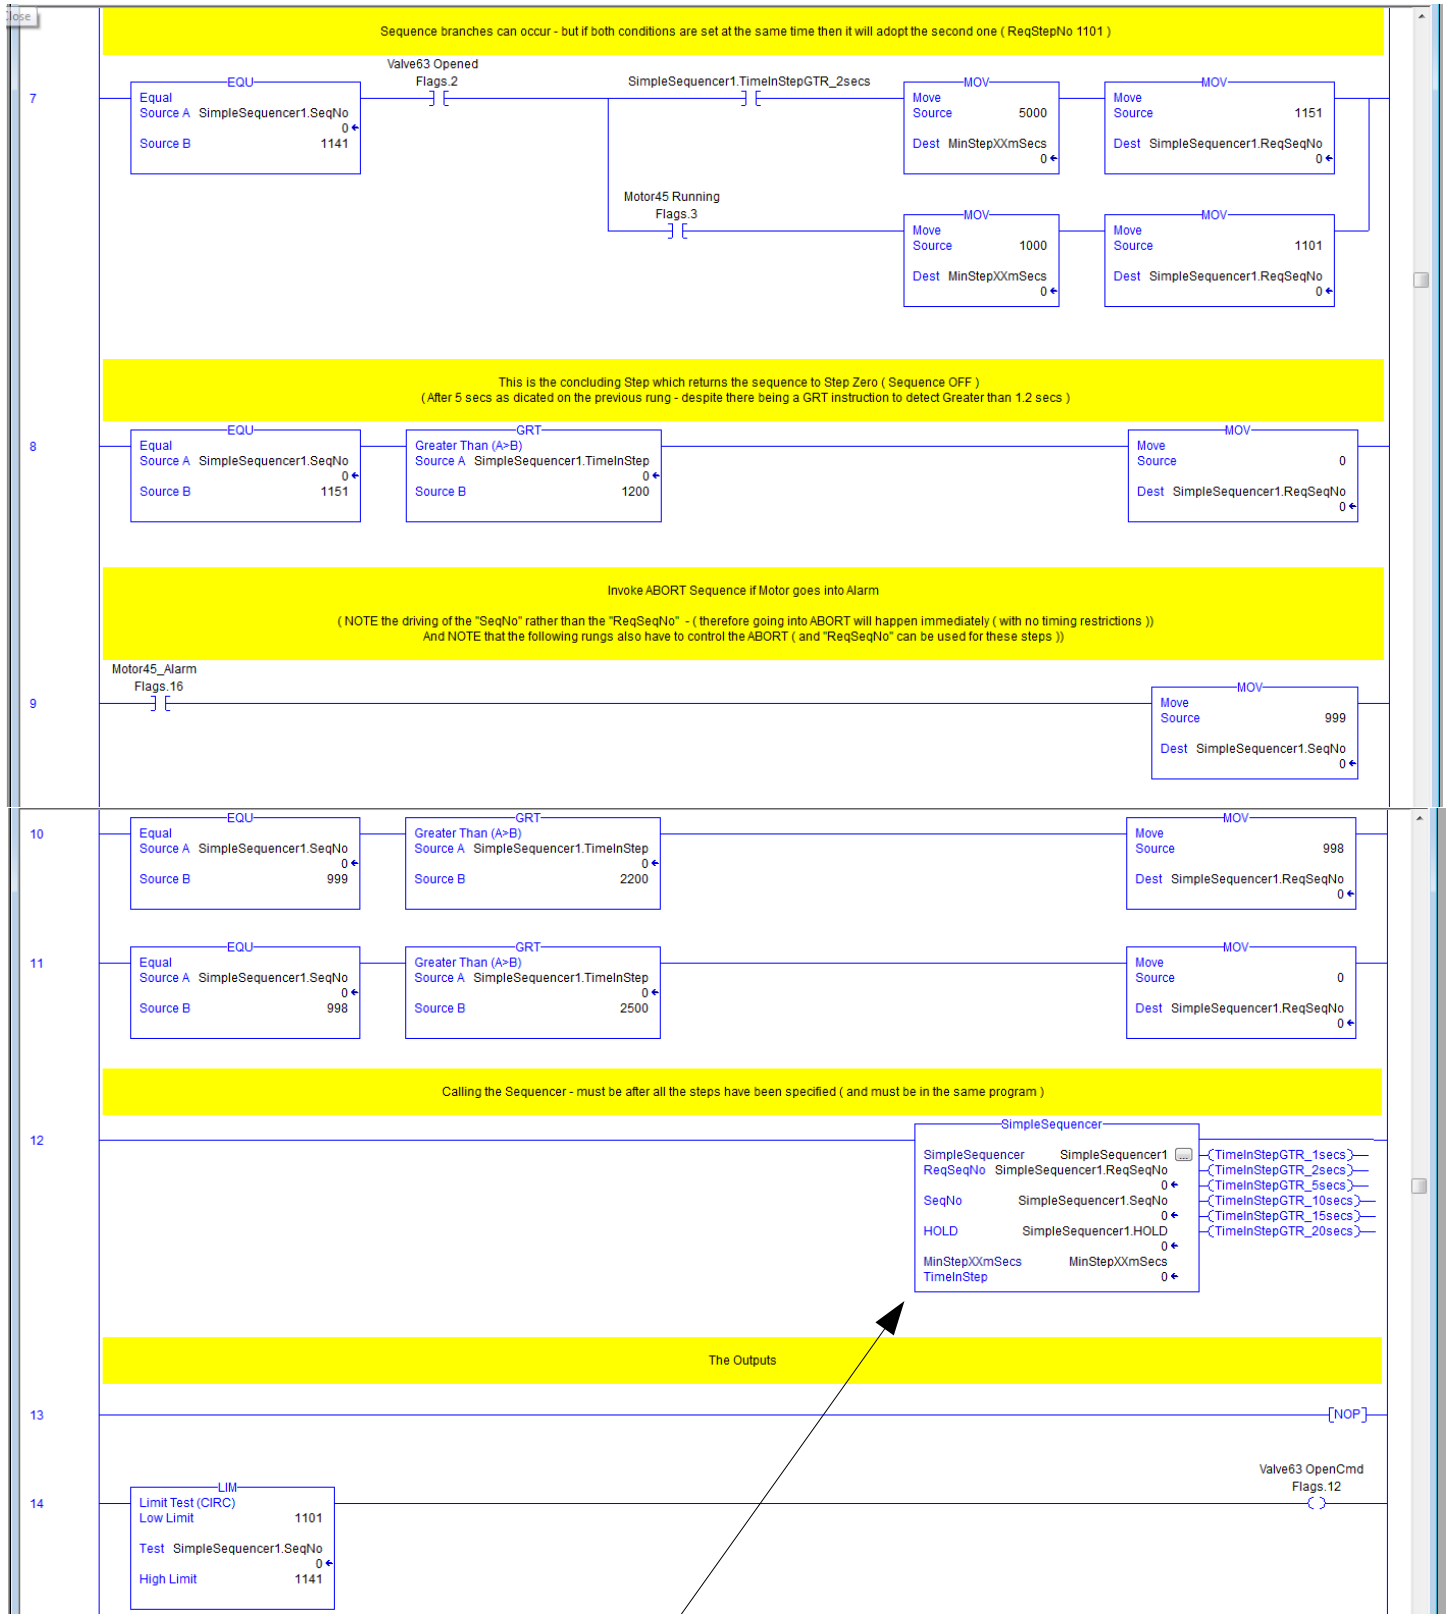 Close
Sequence branches can occur - but if both conditions are set at the same time then it will adopt the second one ( ReqStepNo 1101 )
7
EQU
Equal
Source A SimpleSequencer1.SeqNo
0
Source B 1141
Valve63 Opened
Flags.2
SimpleSequencer1.TimeInStepGTR_2secs
MOV
Move
Source 5000
Dest MinStepXXmSecs
0
MOV
Move
Source 1151
Dest SimpleSequencer1.ReqSeqNo
0
Motor45 Running
Flags.3
MOV
Move
Source 1000
Dest MinStepXXmSecs
0
MOV
Move
Source 1101
Dest SimpleSequencer1.ReqSeqNo
0
This is the concluding Step which returns the sequence to Step Zero ( Sequence OFF )
( After 5 secs as dicated on the previous rung - despite there being a GRT instruction to detect Greater than 1.2 secs )
8
EQU
Equal
Source A SimpleSequencer1.SeqNo
0
Source B 1151
GRT
Greater Than (A>B)
Source A SimpleSequencer1.TimeInStep
0
Source B 1200
MOV
Move
Source 0
Dest SimpleSequencer1.ReqSeqNo
0
Invoke ABORT Sequence if Motor goes into Alarm
( NOTE the driving of the "SeqNo" rather than the "ReqSeqNo" - ( therefore going into ABORT will happen immediately ( with no timing restrictions ))
And NOTE that the following rungs also have to control the ABORT ( and "ReqSeqNo" can be used for these steps ))
9
Motor45_Alarm
Flags.16
MOV
Move
Source 999
Dest SimpleSequencer1.SeqNo
0
10
EQU
Equal
Source A SimpleSequencer1.SeqNo
0
Source B 999
GRT
Greater Than (A>B)
Source A SimpleSequencer1.TimeInStep
0
Source B 2200
MOV
Move
Source 998
Dest SimpleSequencer1.ReqSeqNo
0
11
EQU
Equal
Source A SimpleSequencer1.SeqNo
0
Source B 998
GRT
Greater Than (A>B)
Source A SimpleSequencer1.TimeInStep
0
Source B 2500
MOV
Move
Source 0
Dest SimpleSequencer1.ReqSeqNo
0
Calling the Sequencer - must be after all the steps have been specified ( and must be in the same program )
12
SimpleSequencer
SimpleSequencer SimpleSequencer1 ...
ReqSeqNo SimpleSequencer1.ReqSeqNo
0
SeqNo SimpleSequencer1.SeqNo
0
HOLD SimpleSequencer1.HOLD
0
MinStepXXmSecs MinStepXXmSecs
TimeInStep 0
TimeInStepGTR_1secs
TimeInStepGTR_2secs
TimeInStepGTR_5secs
TimeInStepGTR_10secs
TimeInStepGTR_15secs
TimeInStepGTR_20secs
The Outputs
13
NOP
14
LIM
Limit Test (CIRC)
Low Limit 1101
Test SimpleSequencer1.SeqNo
0
High Limit 1141
Valve63 OpenCmd
Flags.12